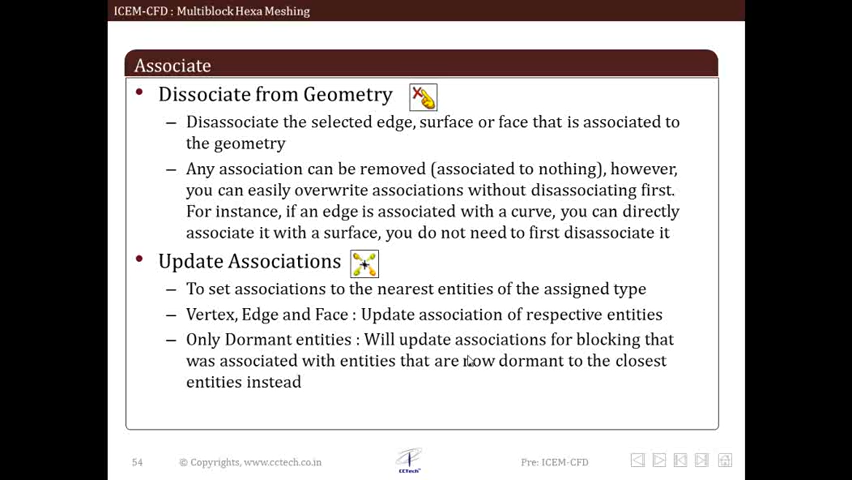 ICEM-CFD : Multiblock Hexa Meshing
Associate
• Dissociate from Geometry
– Disassociate the selected edge, surface or face that is associated to
the geometry
– Any association can be removed (associated to nothing), however,
you can easily overwrite associations without disassociating first.
For instance, if an edge is associated with a curve, you can directly
associate it with a surface, you do not need to first disassociate it
• Update Associations
– To set associations to the nearest entities of the assigned type
– Vertex, Edge and Face : Update association of respective entities
– Only Dormant entities : Will update associations for blocking that
was associated with entities that are now dormant to the closest
entities instead
54 © Copyrights, www.cctech.co.in CCTech Pre: ICEM-CFD